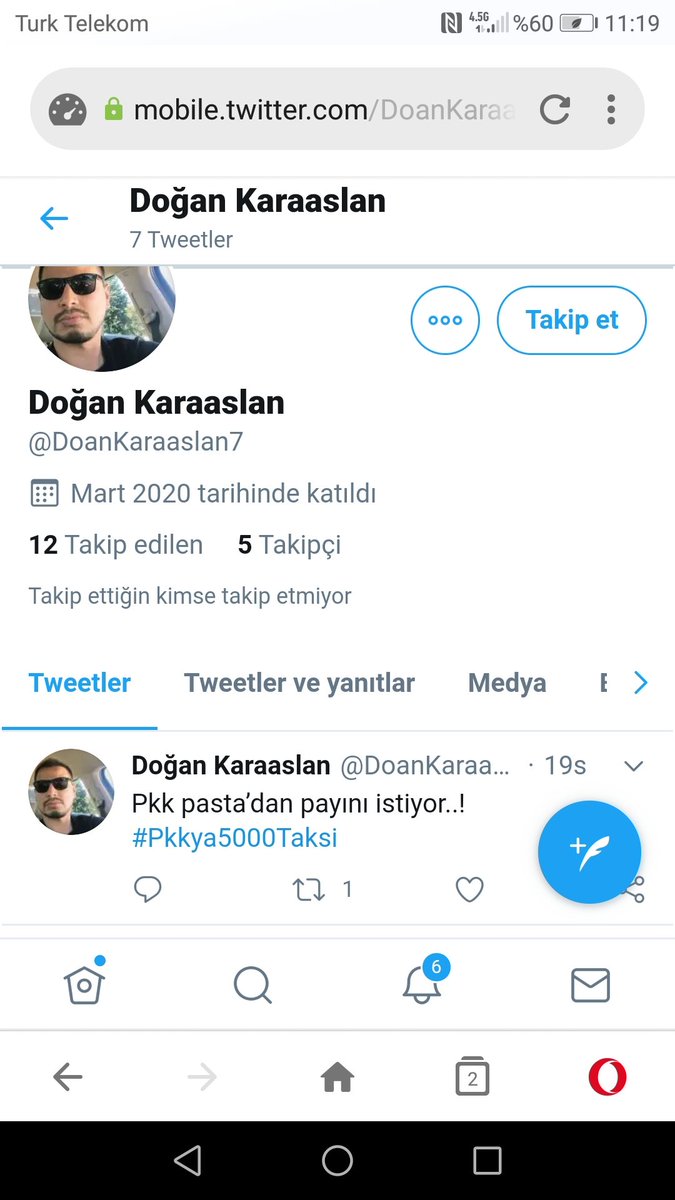 Turk Telekom 4.5G %60 11:19
mobile.twitter.com/DoanKaraa
Doğan Karaaslan
7 Tweetler
Takip et
Doğan Karaaslan
@DoanKaraaslan7
Mart 2020 tarihinde katıldı
12 Takip edilen 5 Takipçi
Takip ettiğin kimse takip etmiyor
Tweetler Tweetler ve yanıtlar Medya
Doğan Karaaslan @DoanKaraa... · 19s
Pkk pasta’dan payını istiyor..!
#Pkkya5000Taksi
1
6
2